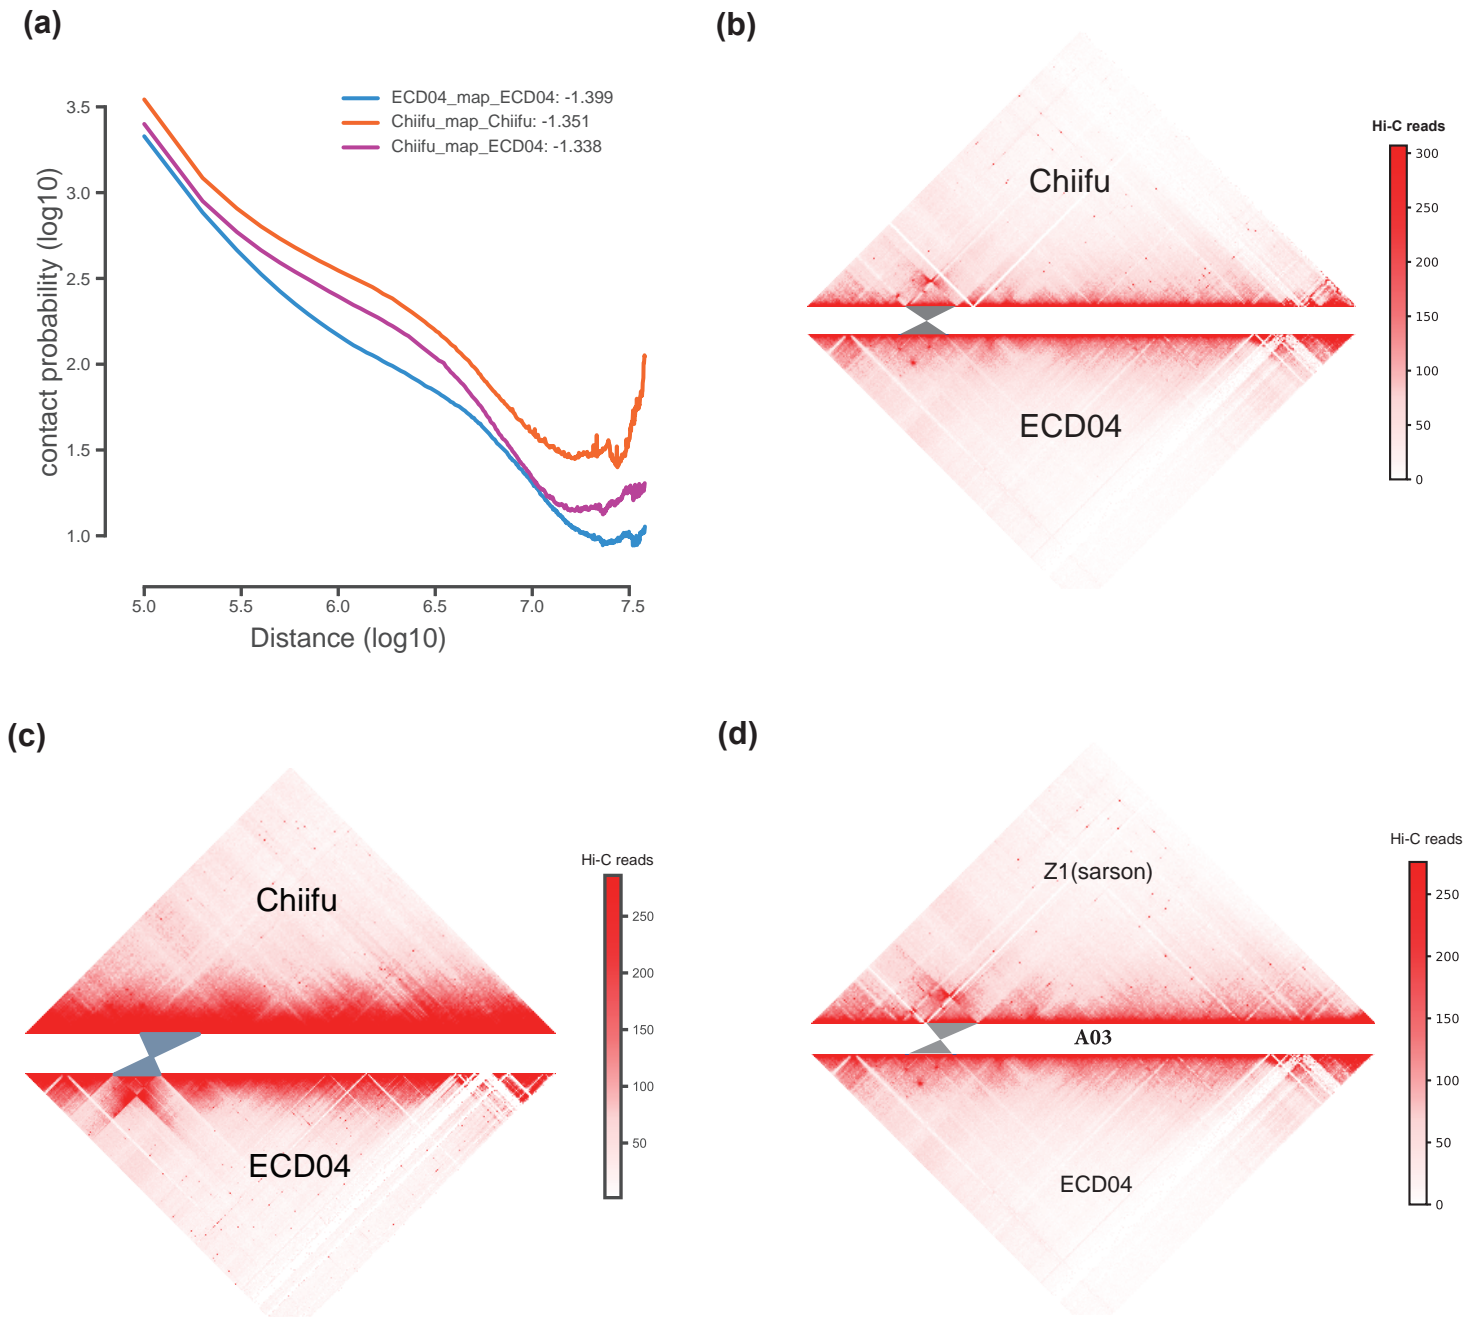 (a)
ECD04_map_ECD04: -1.399
Chiifu_map_Chiifu: -1.351
Chiifu_map_ECD04: -1.338
contact probability (log10)
3.5
3.0
2.5
2.0
1.5
1.0
5.0 5.5 6.0 6.5 7.0 7.5
Distance (log10)
(b)
Chiifu
ECD04
Hi-C reads
300
250
200
150
100
50
0
(c)
Chiifu
ECD04
Hi-C reads
250
200
150
100
50
(d)
Z1(sarson)
A03
ECD04
Hi-C reads
250
200
150
100
50
0